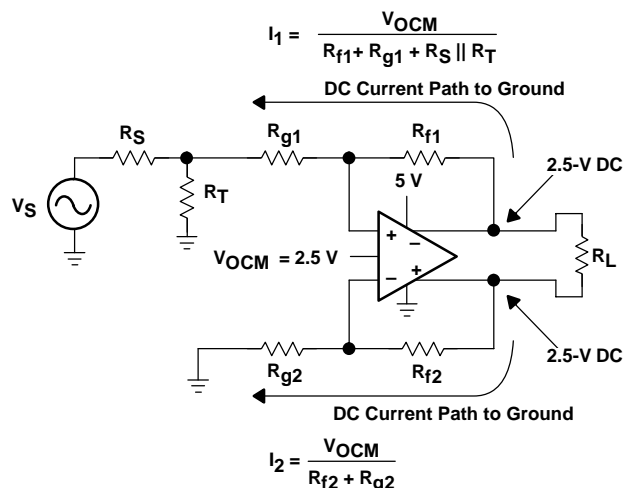 I1 = VOCM / Rf1+ Rg1 + RS || RT
DC Current Path to Ground
RS
Rg1
Rf1
2.5-V DC
5 V
VS
RT
+
−
VOCM = 2.5 V
RL
−
+
Rg2
Rf2
2.5-V DC
DC Current Path to Ground
I2 = VOCM / Rf2 + Rg2